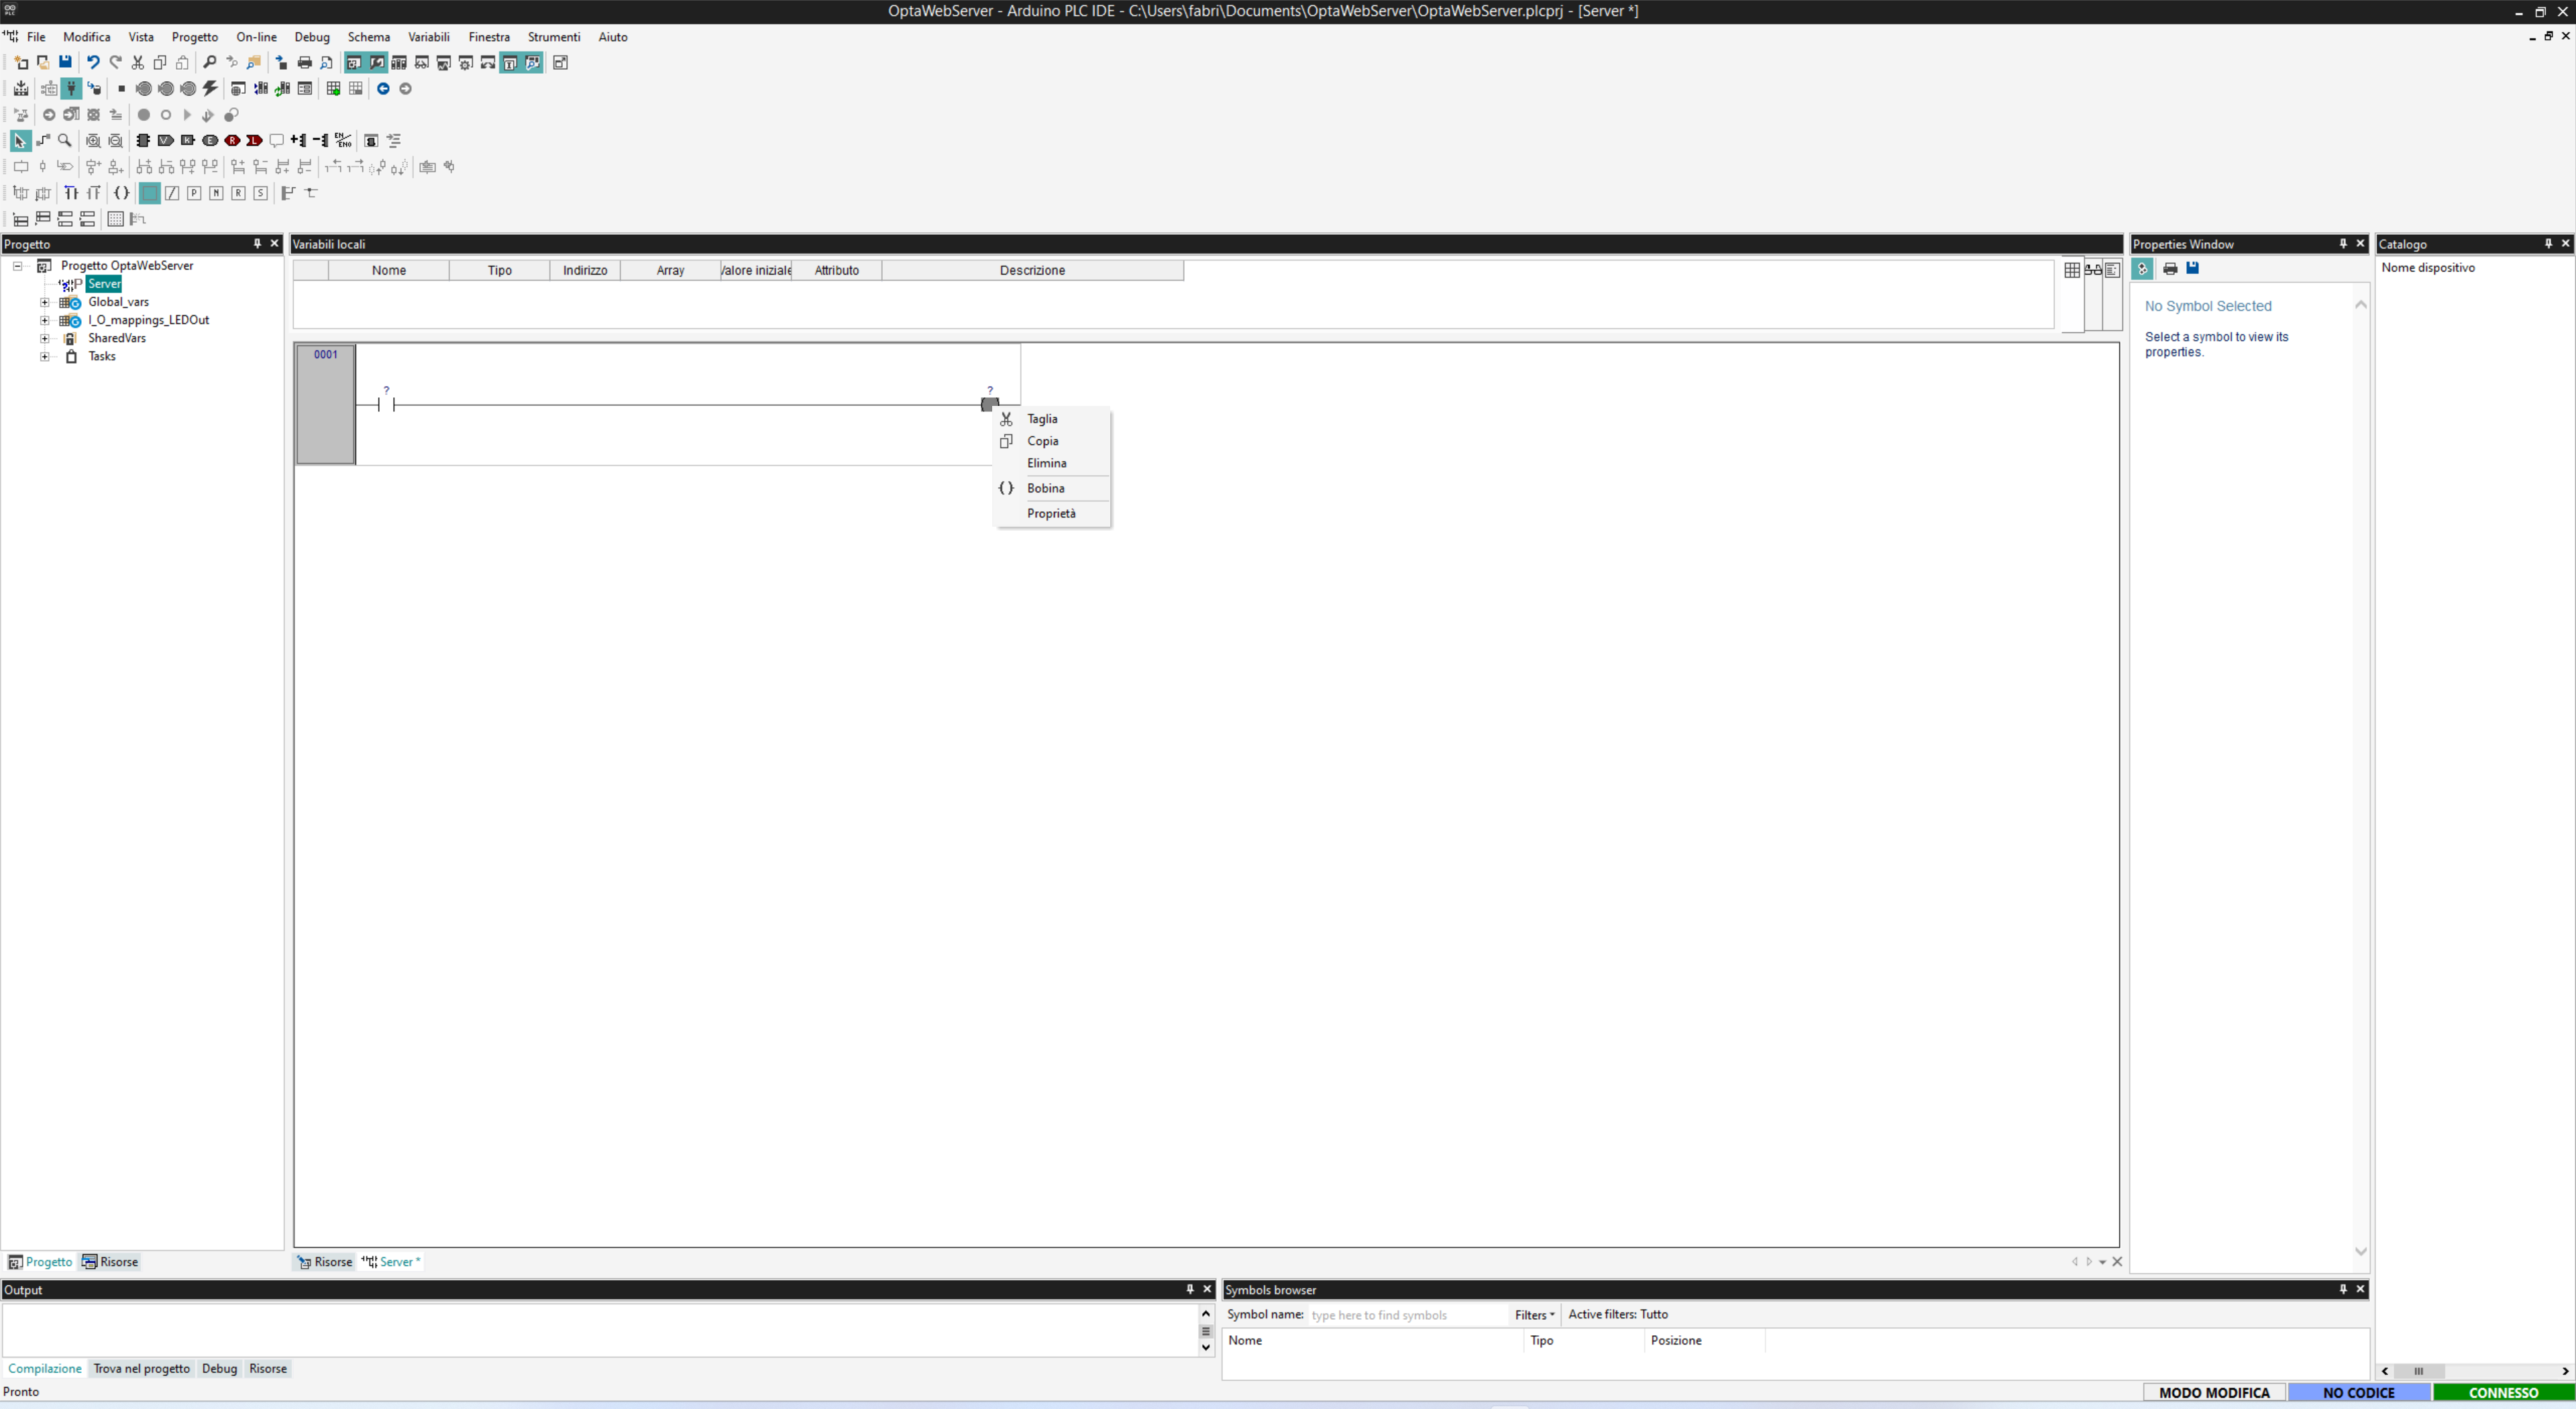 OptaWebServer - Arduino PLC IDE - C:\Users\fabri\Documents\OptaWebServer\OptaWebServer.plcprj - [Server *]
File Modifica Vista Progetto On-line Debug Schema Variabili Finestra Strumenti Aiuto
Progetto
Progetto OptaWebServer
Server
Global_vars
I_O_mappings_LEDOut
SharedVars
Tasks
Progetto Risorse
Variabili locali
Nome Tipo Indirizzo Array /alore iniziale Attributo Descrizione
0001
? ?
Taglia
Copia
Elimina
Bobina
Proprietà
Risorse Server *
Properties Window
No Symbol Selected
Select a symbol to view its
properties.
Catalogo
Nome dispositivo
Output
Compilazione Trova nel progetto Debug Risorse
Symbols browser
Symbol name: type here to find symbols Filters Active filters: Tutto
Nome Tipo Posizione
Pronto
MODO MODIFICA NO CODICE CONNESSO